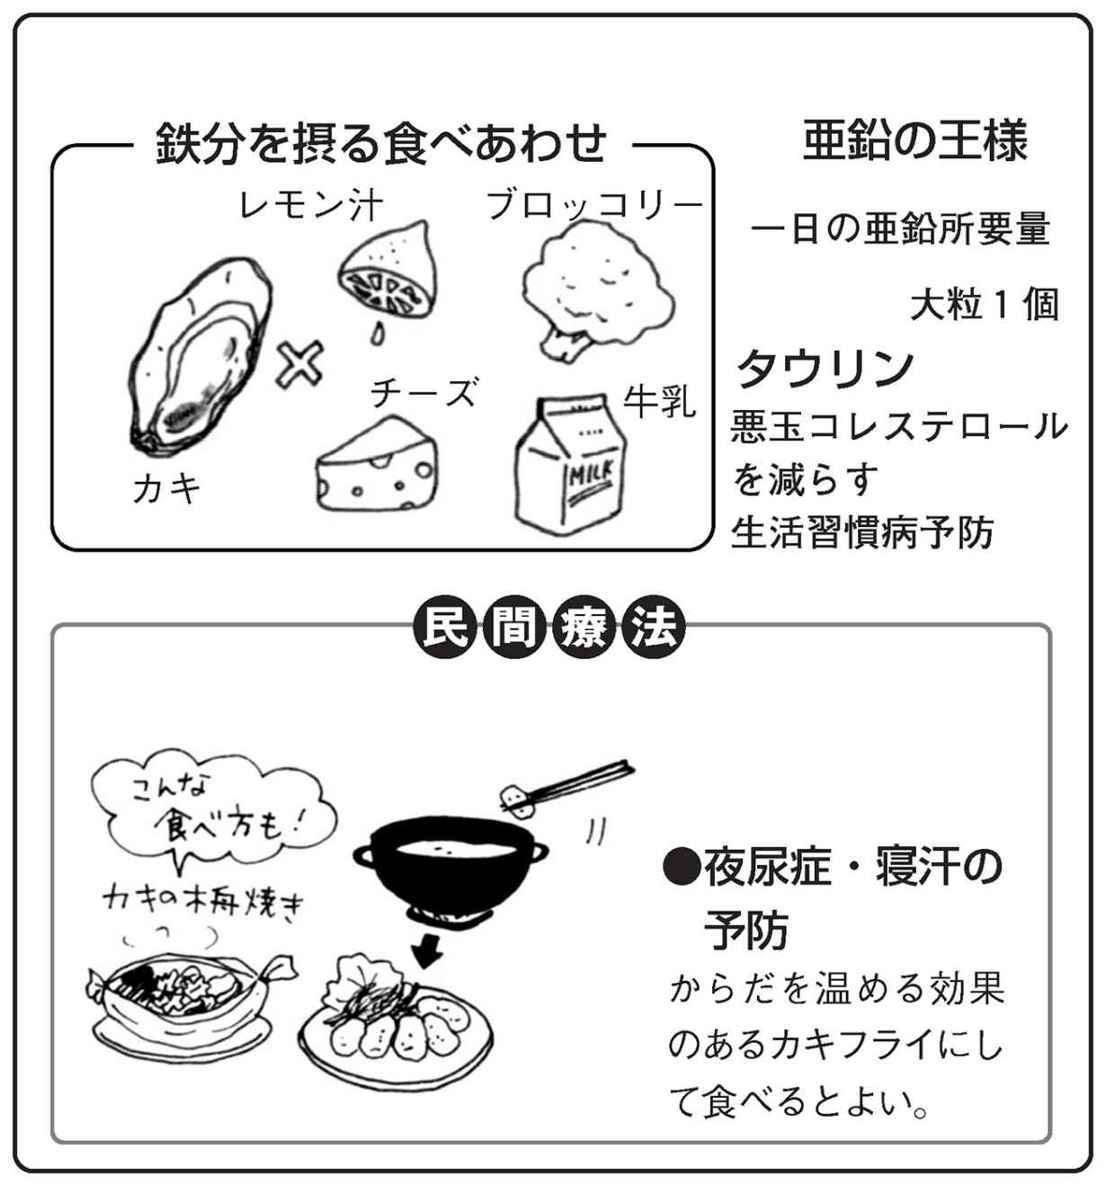 鉄分を摂る食べあわせ
レモン汁
ブロッコリー
カキ
チーズ
牛乳
MILK
亜鉛の王様
一日の亜鉛所要量
大粒1個
タウリン
悪玉コレステロール
を減らす
生活習慣病予防
民間療法
こんな
食べ方も!
カキの舟焼き
●夜尿症・寝汗の
予防
からだを温める効果
のあるカキフライにし
て食べるとよい。